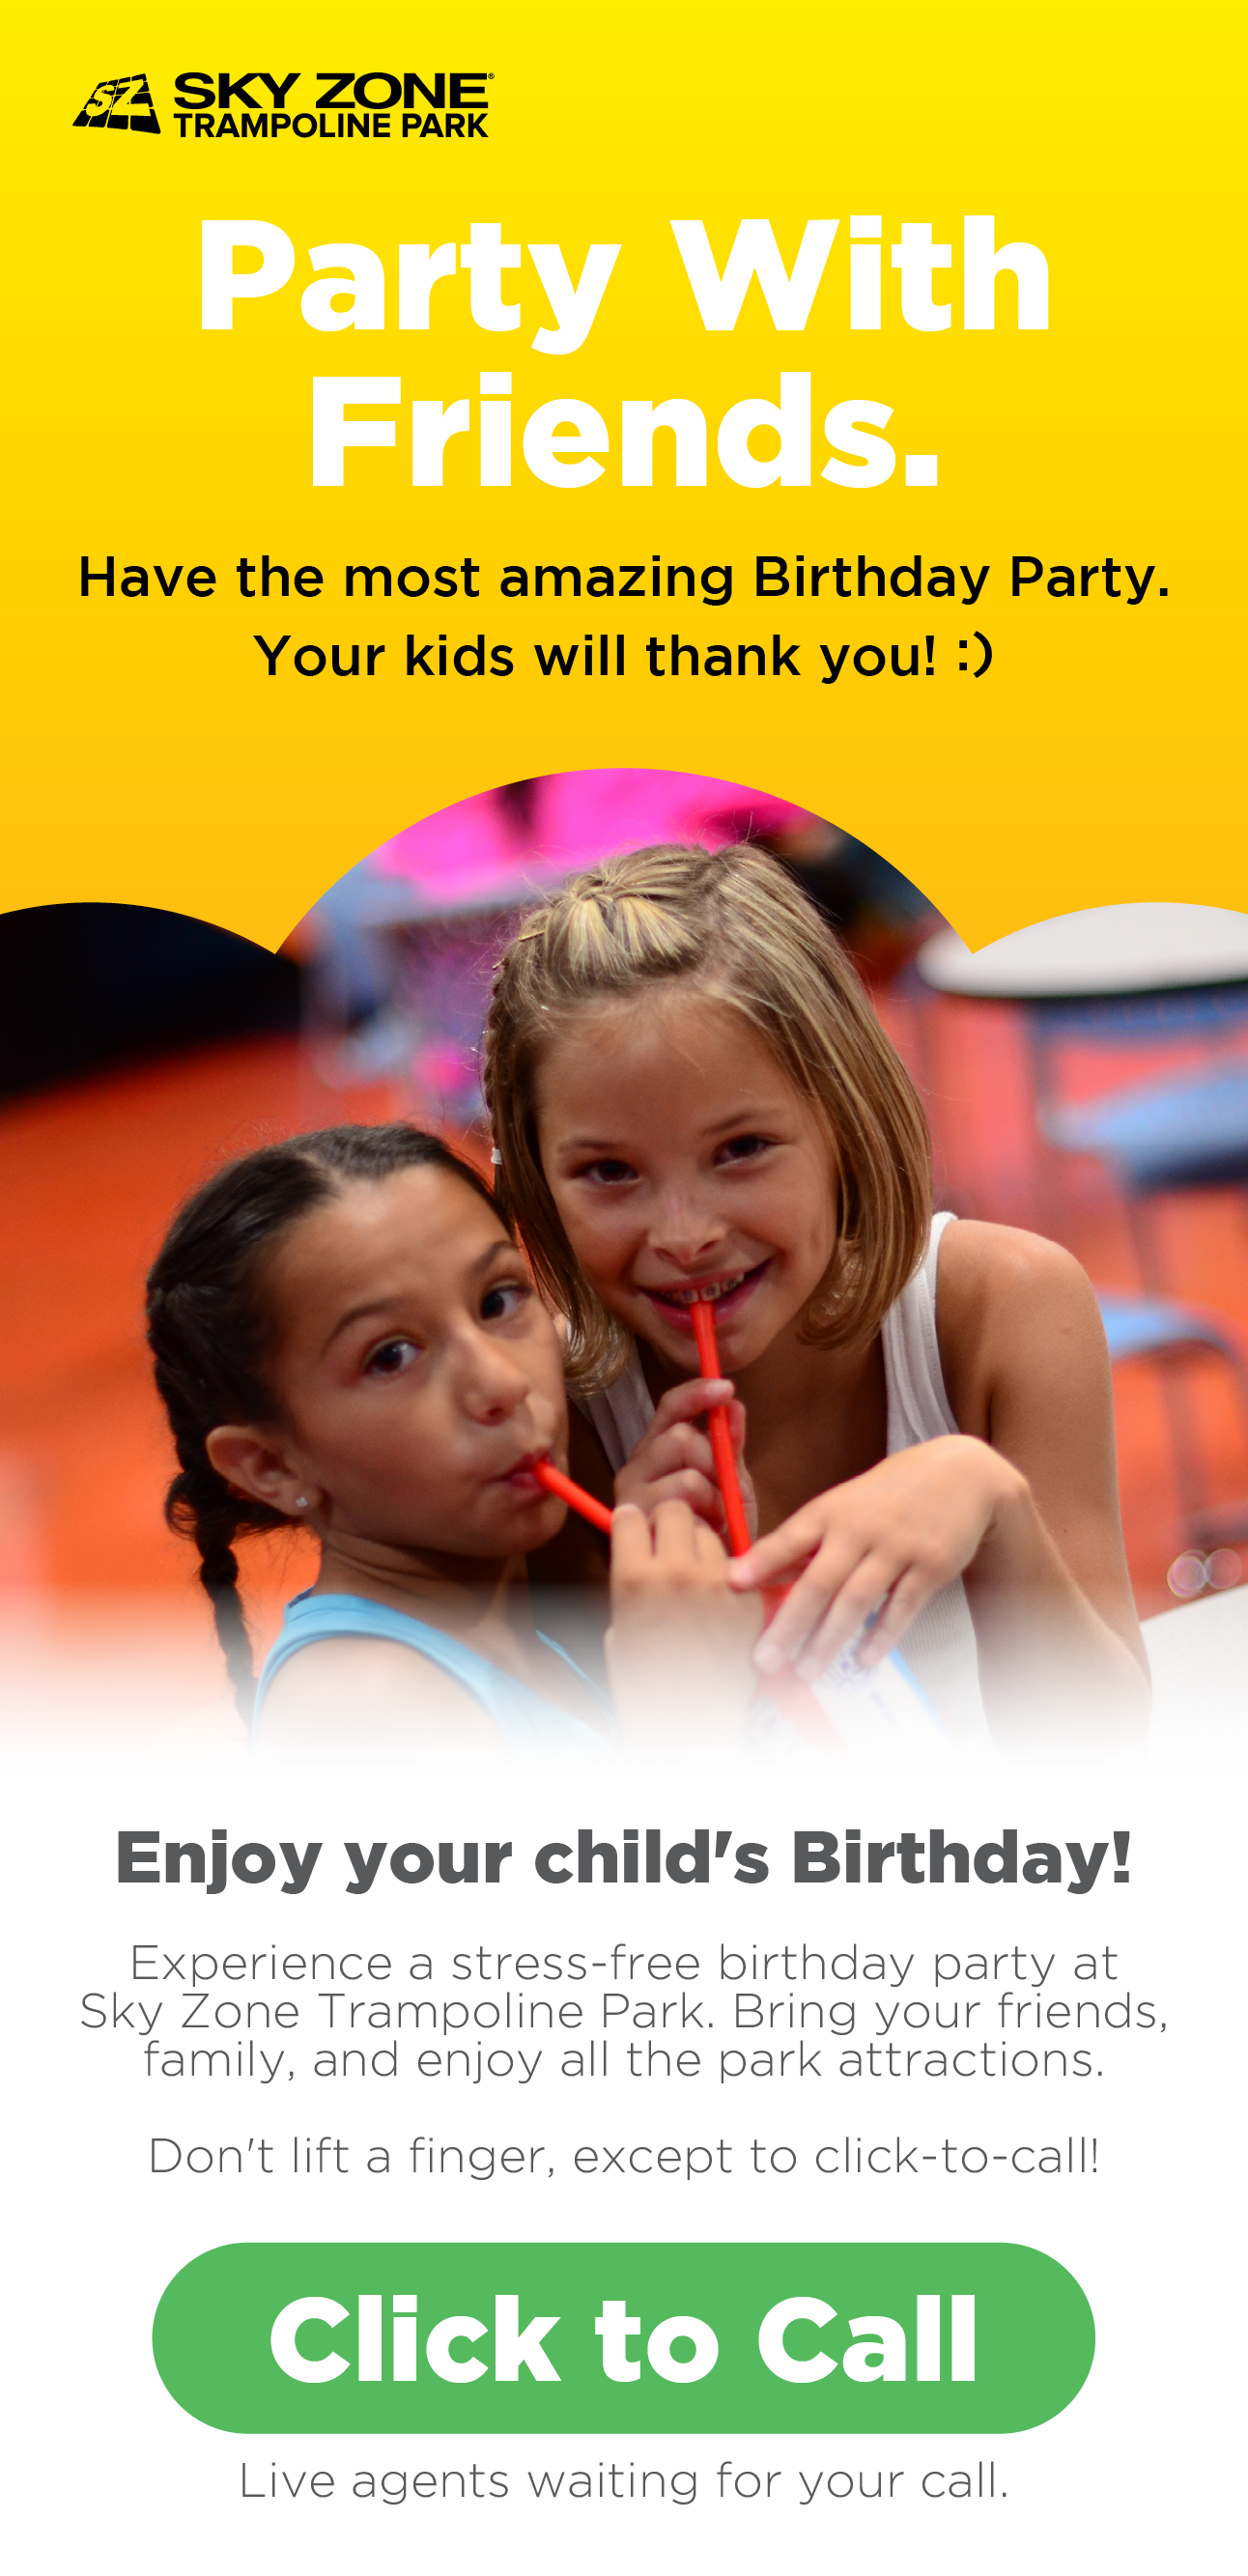 SZ SKY ZONE®
TRAMPOLINE PARK
Party With
Friends.
Have the most amazing Birthday Party.
Your kids will thank you! :)
Enjoy your child's Birthday!
Experience a stress-free birthday party at
Sky Zone Trampoline Park. Bring your friends,
family, and enjoy all the park attractions.
Don't lift a finger, except to click-to-call!
Click to Call
Live agents waiting for your call.